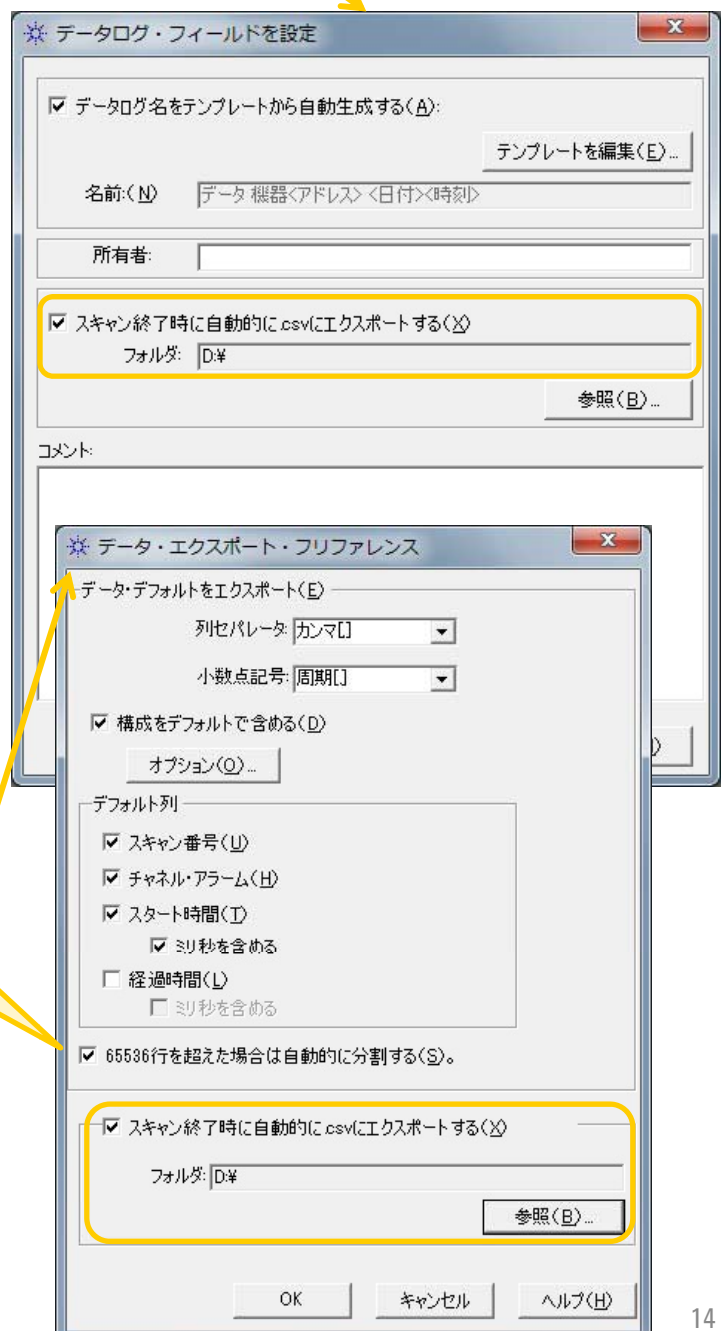 データログ・フィールドを設定
データログ名をテンプレートから自動生成する(A):
テンプレートを編集(E)...
名前:(N) データ 機器<アドレス> <日付><時刻>
所有者:
スキャン終了時に自動的に.csvにエクスポートする(X)
フォルダ: D:¥
参照(B)...
コメント:
データ・エクスポート・プリファレンス
データ・デフォルトをエクスポート(E)
列セパレータ: カンマ[]
小数点記号: 周期[]
構成をデフォルトで含める(D)
オプション(O)...
デフォルト列
スキャン番号(U)
チャネル・アラーム(H)
スタート時間(T)
ミリ秒を含める
経過時間(L)
ミリ秒を含める
65536行を超えた場合は自動的に分割する(S)。
スキャン終了時に自動的に.csvにエクスポートする(X)
フォルダ: D:¥
参照(B)...
OK キャンセル ヘルプ(H)
14